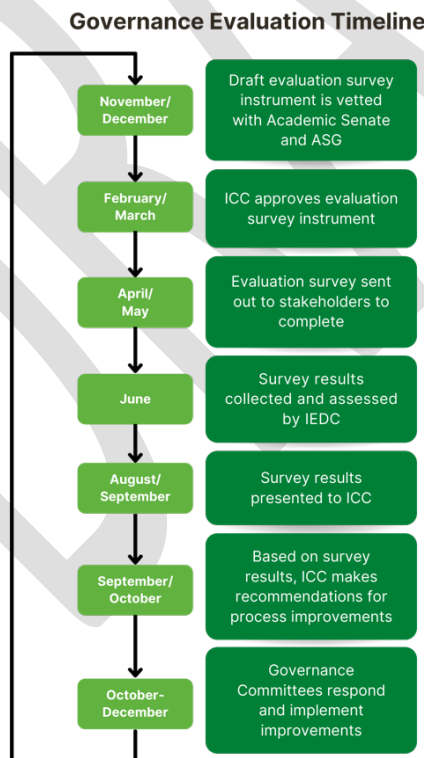 Governance Evaluation Timeline
November/
December
Draft evaluation survey
instrument is vetted
with Academic Senate
and ASG
February/
March
ICC approves evaluation
survey instrument
April/
May
Evaluation survey sent
out to stakeholders to
complete
June
Survey results
collected and assessed
by IEDC
August/
September
Survey results
presented to ICC
September/
October
Based on survey
results, ICC makes
recommendations for
process improvements
October-
December
Governance
Committees respond
and implement
improvements